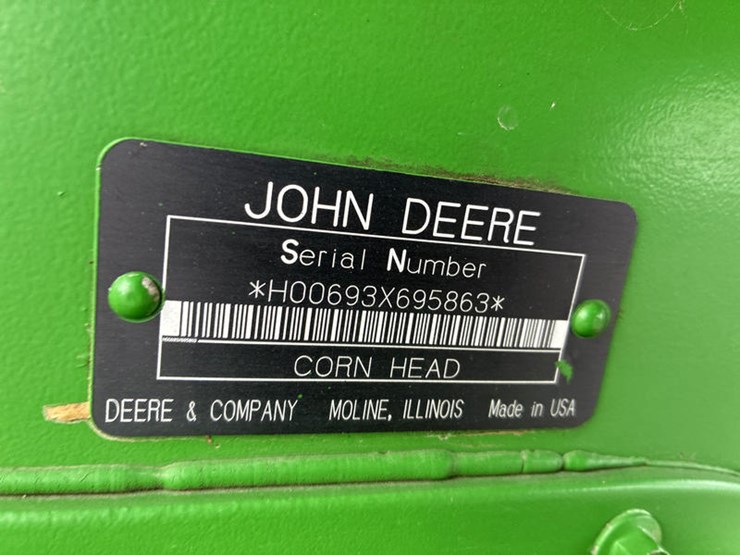 JOHN DEERE
Serial Number
*H00693X695863*
CORN HEAD
DEERE & COMPANY MOLINE, ILLINOIS Made in USA